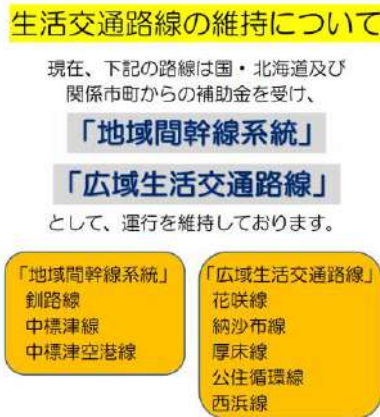 生活交通路線の維持について
現在、下記の路線は国・北海道及び
関係市町からの補助金を受け、
「地域間幹線系統」
「広域生活交通路線」
として、運行を維持しております。
「地域間幹線系統」
釧路線
中標津線
中標津空港線
「広域生活交通路線」
花咲線
納沙布線
厚床線
公住循環線
西浜線